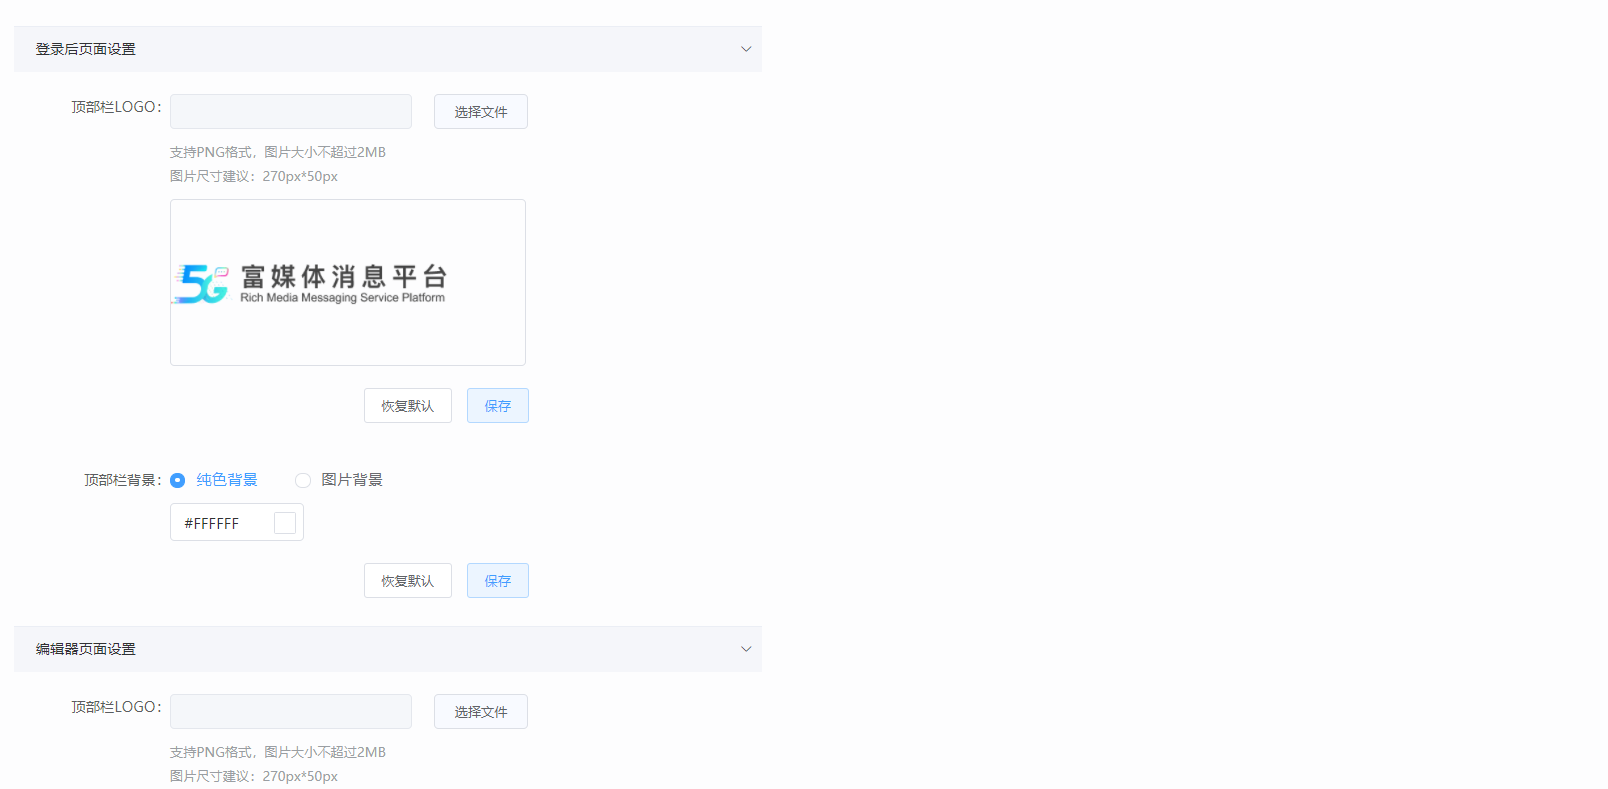 登录后页面设置
顶部栏LOGO： 选择文件
支持PNG格式，图片大小不超过2MB
图片尺寸建议：270px*50px
5G 富媒体消息平台
Rich Media Messaging Service Platform
恢复默认 保存
顶部栏背景： 纯色背景 图片背景
#FFFFFF
恢复默认 保存
编辑器页面设置
顶部栏LOGO： 选择文件
支持PNG格式，图片大小不超过2MB
图片尺寸建议：270px*50px